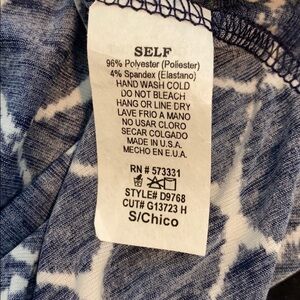 SELF
96% Polyester (Poliester)
4% Spandex (Elastano)
HAND WASH COLD
DO NOT BLEACH
HANG OR LINE DRY
LAVE FRIO A MANO
NO USAR CLORO
SECAR COLGADO
MADE IN U.S.A.
MECHO EN E.U.A.
RN # 573331
STYLE# D9768
CUT# G13723 H
S/Chico